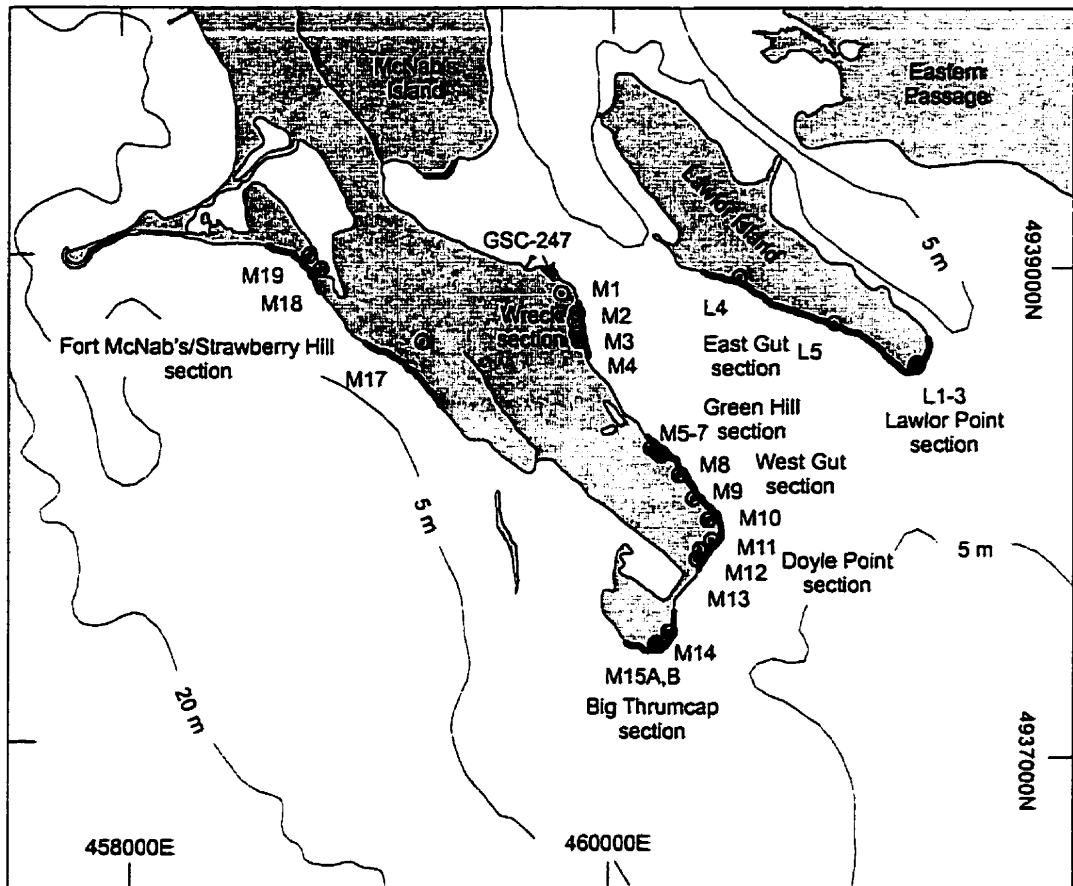 McNab's
Island
Eastern
Passage
Lawlor Island
5 m
4939000N
GSC-247
M1
M2
M3
M4
Wreck
section
M19
M18
Fort McNab's/Strawberry Hill
section
M17
L4
East Gut
section
L5
L1-3
Lawlor Point
section
Green Hill
section
M5-7
M8
West Gut
section
M9
M10
M11
M12
Doyle Point
section
M13
5 m
5 m
M14
M15A,B
Big Thrumcap
section
20 m
4937000N
458000E
460000E